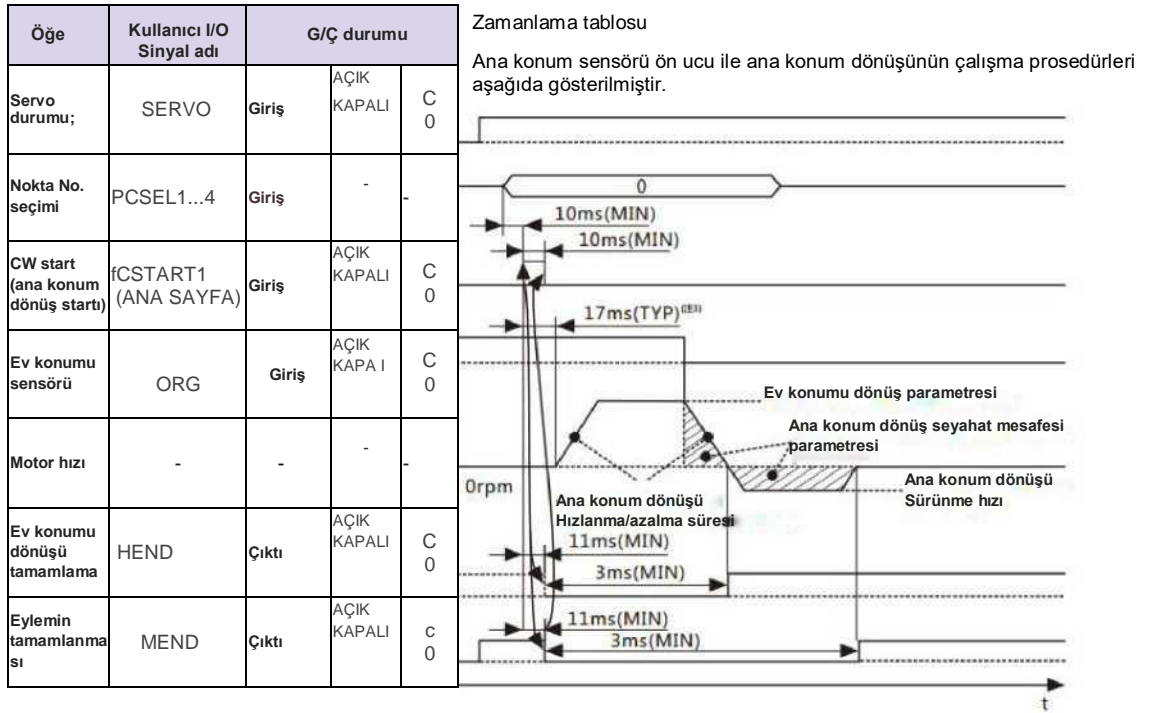 Öğe
Kullanıcı I/O
Sinyal adı
G/Ç durumu
Servo
durumu;
SERVO
Giriş
AÇIK
KAPALI
C
0
Nokta No.
seçimi
PCSEL1...4
Giriş
-
-
CW start
(ana konum
dönüş startı)
fCSTART1
(ANA SAYFA)
Giriş
AÇIK
KAPALI
C
0
Ev konumu
sensörü
ORG
Giriş
AÇIK
KAPA I
C
0
Motor hızı
-
-
-
-
Ev konumu
dönüşü
tamamlama
HEND
Çıktı
AÇIK
KAPALI
C
0
Eylemin
tamamlanma
sı
MEND
Çıktı
AÇIK
KAPALI
c
0
Zamanlama tablosu
Ana konum sensörü ön ucu ile ana konum dönüşünün çalışma prosedürleri
aşağıda gösterilmiştir.
0
10ms(MIN)
10ms(MIN)
17ms(TYP)
Ev konumu dönüş parametresi
Ana konum dönüş seyahat mesafesi
parametresi
0rpm
Ana konum dönüşü
Sürünme hızı
Ana konum dönüşü
Hızlanma/azalma süresi
11ms(MIN)
3ms(MIN)
11ms(MIN)
3ms(MIN)
t